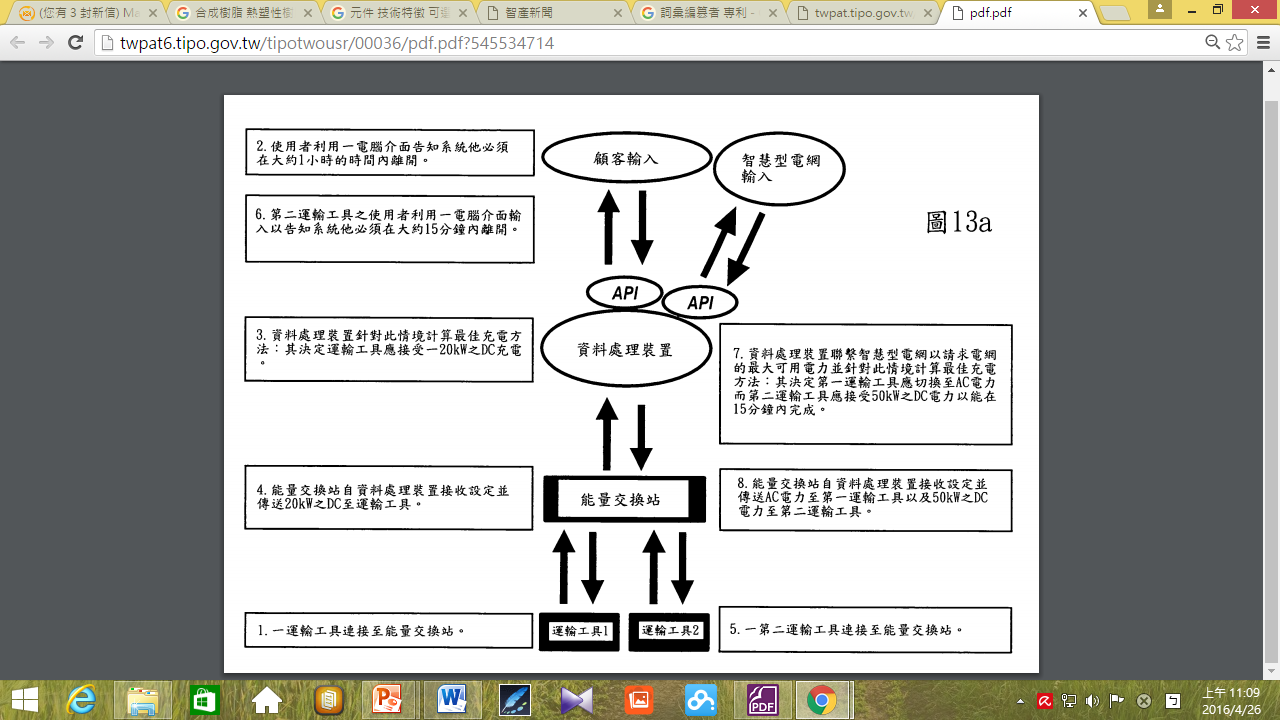 (您有 3 封新信) Ma
合成樹脂 熱塑性樹
元件 技術特徵 可選
智產新聞
詞彙編纂者 專利 -
twpat.tipo.gov.tw
pdf.pdf
twpat6.tipo.gov.tw/tipotwousr/00036/pdf.pdf?545534714
2.使用者利用一電腦介面告知系統他必須
在大約1小時的時間內離開。
顧客輸入
智慧型電網
輸入
6.第二運輸工具之使用者利用一電腦介面輸
入以告知系統他必須在大約15分鐘內離開。
圖13a
API
API
3.資料處理裝置針對此情境計算最佳充電方
法：其決定運輸工具應接受一20kW之DC充電
。
資料處理裝置
7.資料處理裝置聯繫智慧型電網以請求電網
的最大可用電力並針對此情境計算最佳充電
方法：其決定第一運輸工具應切換至AC電力
而第二運輸工具應接受50kW之DC電力以能在
15分鐘內完成。
4.能量交換站自資料處理裝置接收設定並
傳送20kW之DC至運輸工具。
能量交換站
8.能量交換站自資料處理裝置接收設定並
傳送AC電力至第一運輸工具以及50kW之DC
電力至第二運輸工具。
1.一運輸工具連接至能量交換站。
運輸工具1
運輸工具2
5.一第二運輸工具連接至能量交換站。
PDF
上午 11:09
2016/4/26